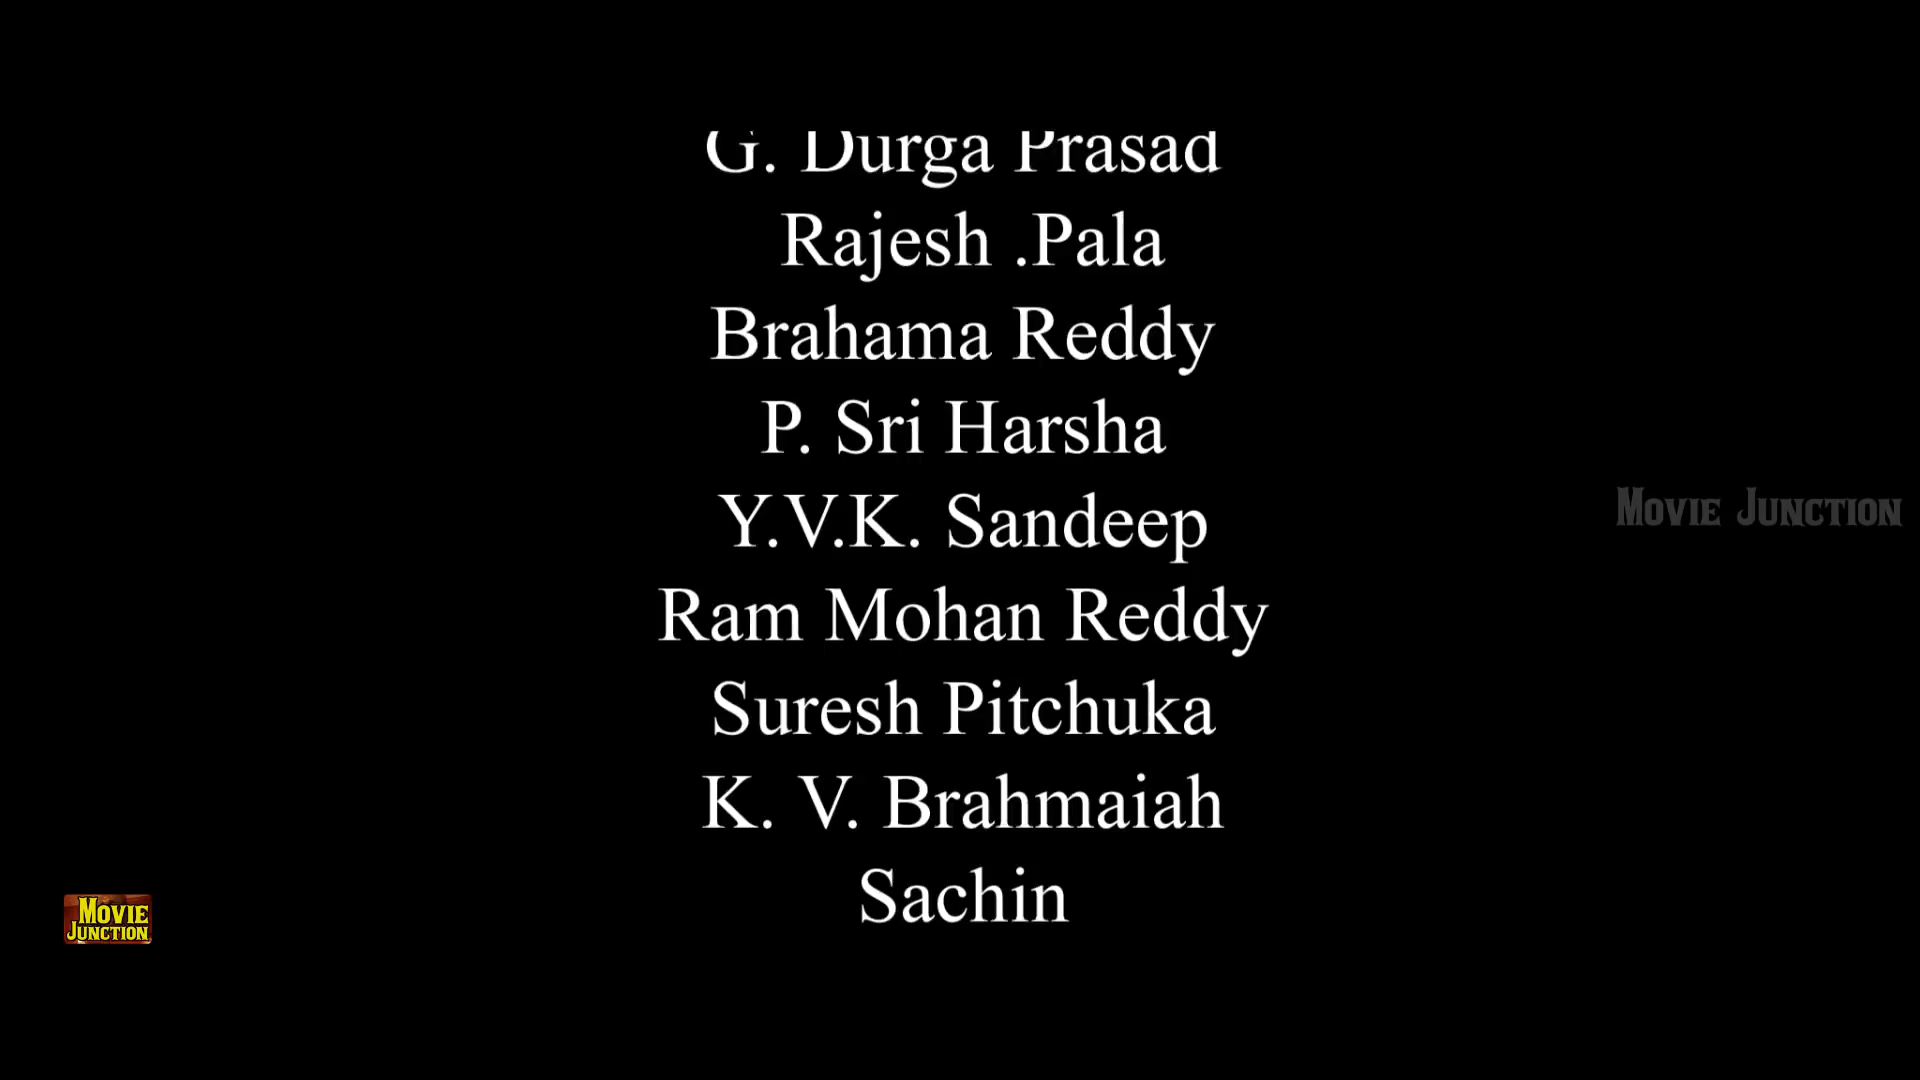 G. Durga Prasad
Rajesh .Pala
Brahama Reddy
P. Sri Harsha
Y.V.K. Sandeep
MOVIE JUNCTION
Ram Mohan Reddy
Suresh Pitchuka
K. V. Brahmaiah
Sachin
MOVIE
JUNCTION